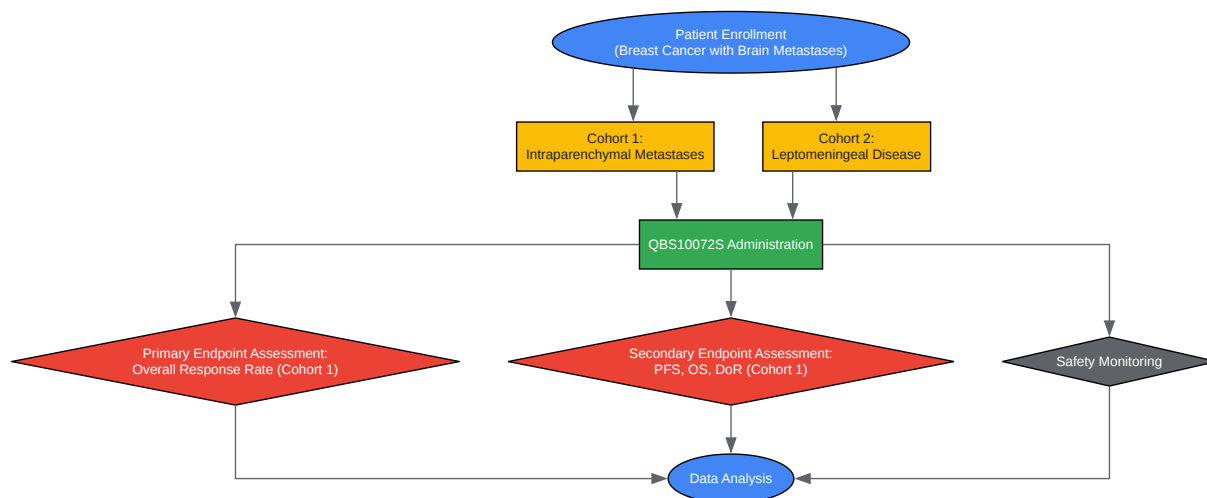 Patient Enrollment
(Breast Cancer with Brain Metastases)
Cohort 1:
Intraparenchymal Metastases
Cohort 2:
Leptomeningeal Disease
QBS10072S Administration
Primary Endpoint Assessment:
Overall Response Rate (Cohort 1)
Secondary Endpoint Assessment:
PFS, OS, DoR (Cohort 1)
Safety Monitoring
Data Analysis